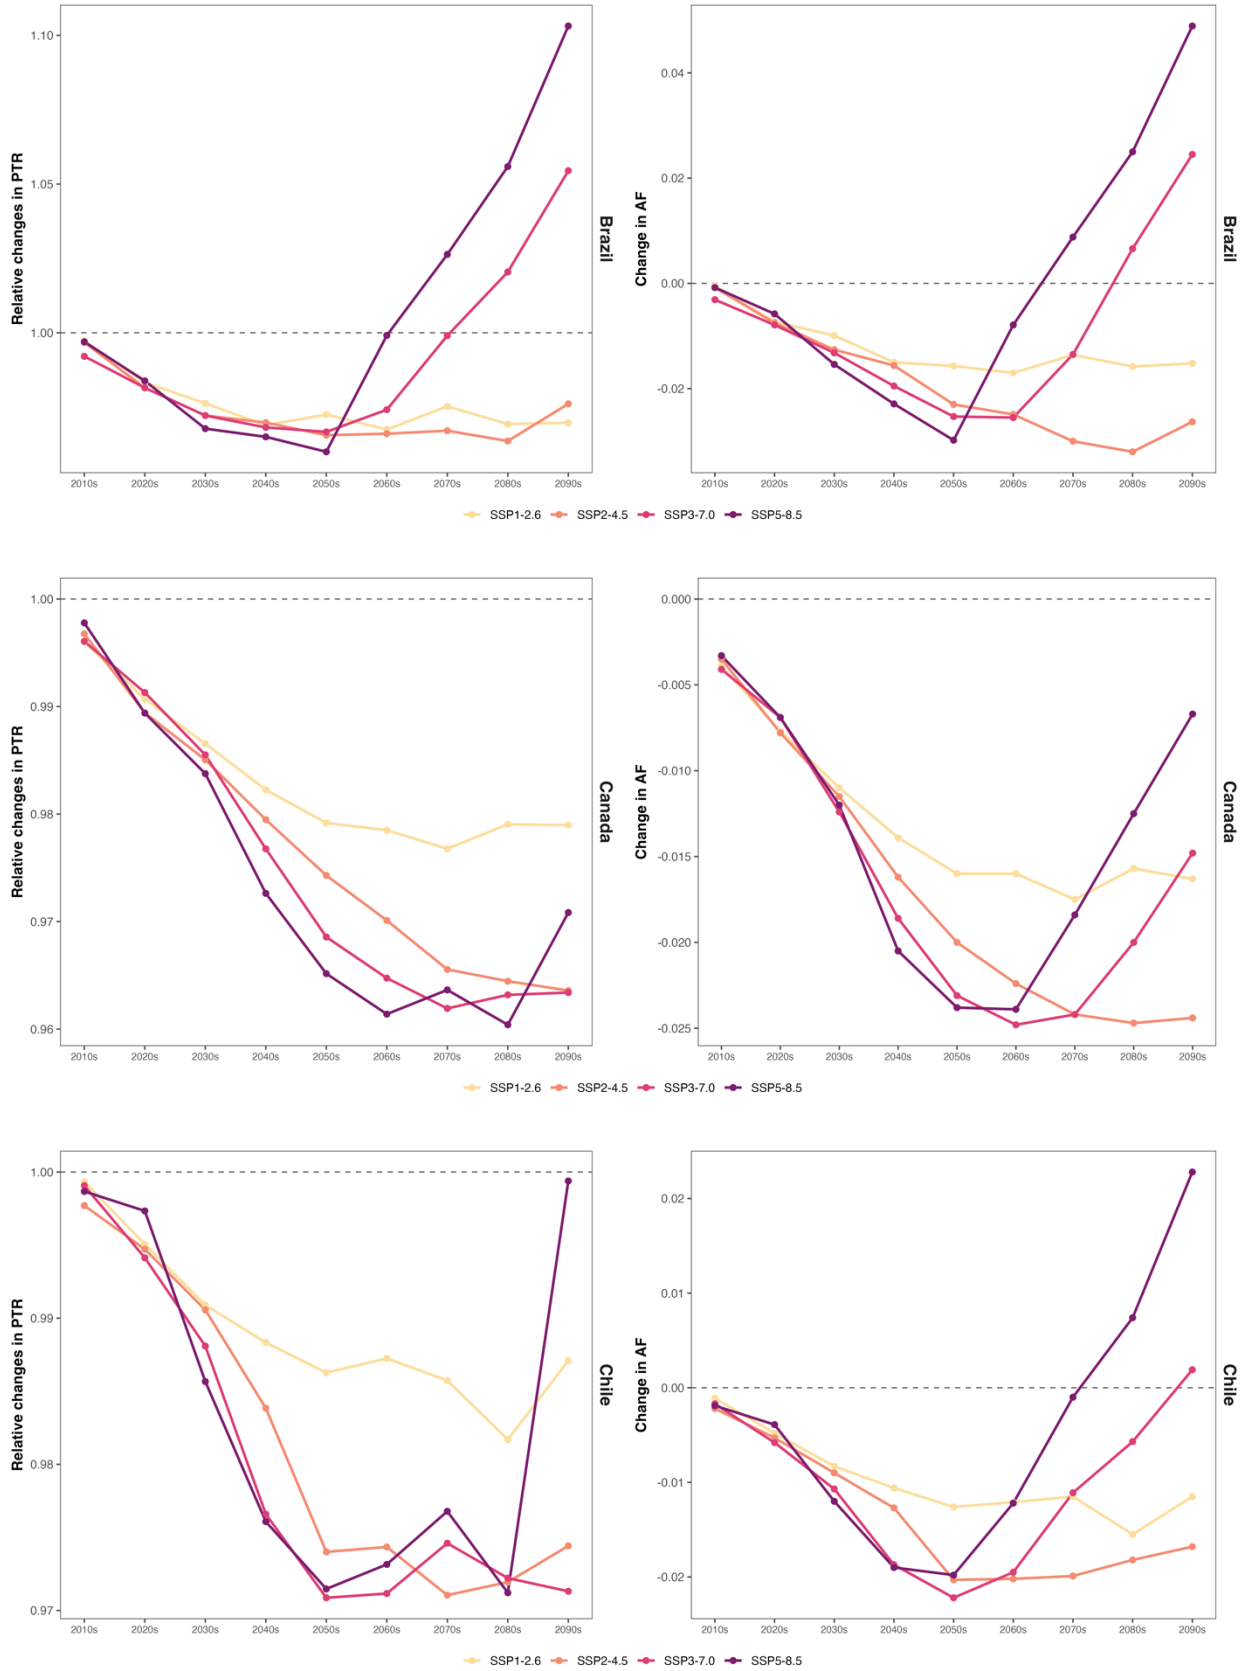 Relative changes in PTR
1.10
1.05
1.00
2010s 2020s 2030s 2040s 2050s 2060s 2070s 2080s 2090s
Brazil
Change in AF
0.04
0.02
0.00
-0.02
2010s 2020s 2030s 2040s 2050s 2060s 2070s 2080s 2090s
Brazil
SSP1-2.6 SSP2-4.5 SSP3-7.0 SSP5-8.5
Relative changes in PTR
1.00
0.99
0.98
0.97
0.96
2010s 2020s 2030s 2040s 2050s 2060s 2070s 2080s 2090s
Canada
Change in AF
0.000
-0.005
-0.010
-0.015
-0.020
-0.025
2010s 2020s 2030s 2040s 2050s 2060s 2070s 2080s 2090s
Canada
SSP1-2.6 SSP2-4.5 SSP3-7.0 SSP5-8.5
Relative changes in PTR
1.00
0.99
0.98
0.97
2010s 2020s 2030s 2040s 2050s 2060s 2070s 2080s 2090s
Chile
Change in AF
0.02
0.01
0.00
-0.01
-0.02
2010s 2020s 2030s 2040s 2050s 2060s 2070s 2080s 2090s
Chile
SSP1-2.6 SSP2-4.5 SSP3-7.0 SSP5-8.5